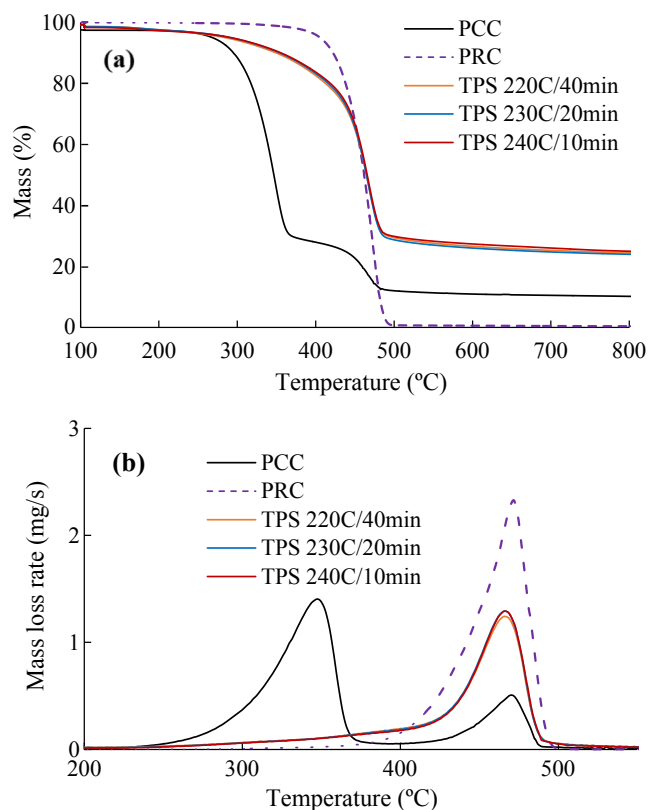 100
80
60
40
20
0
Mass (%)
(a)
PCC
PRC
TPS 220C/40min
TPS 230C/20min
TPS 240C/10min
100 200 300 400 500 600 700 800
Temperature (ºC)
3
2
1
0
Mass loss rate (mg/s)
(b)
PCC
PRC
TPS 220C/40min
TPS 230C/20min
TPS 240C/10min
200 300 400 500
Temperature (ºC)